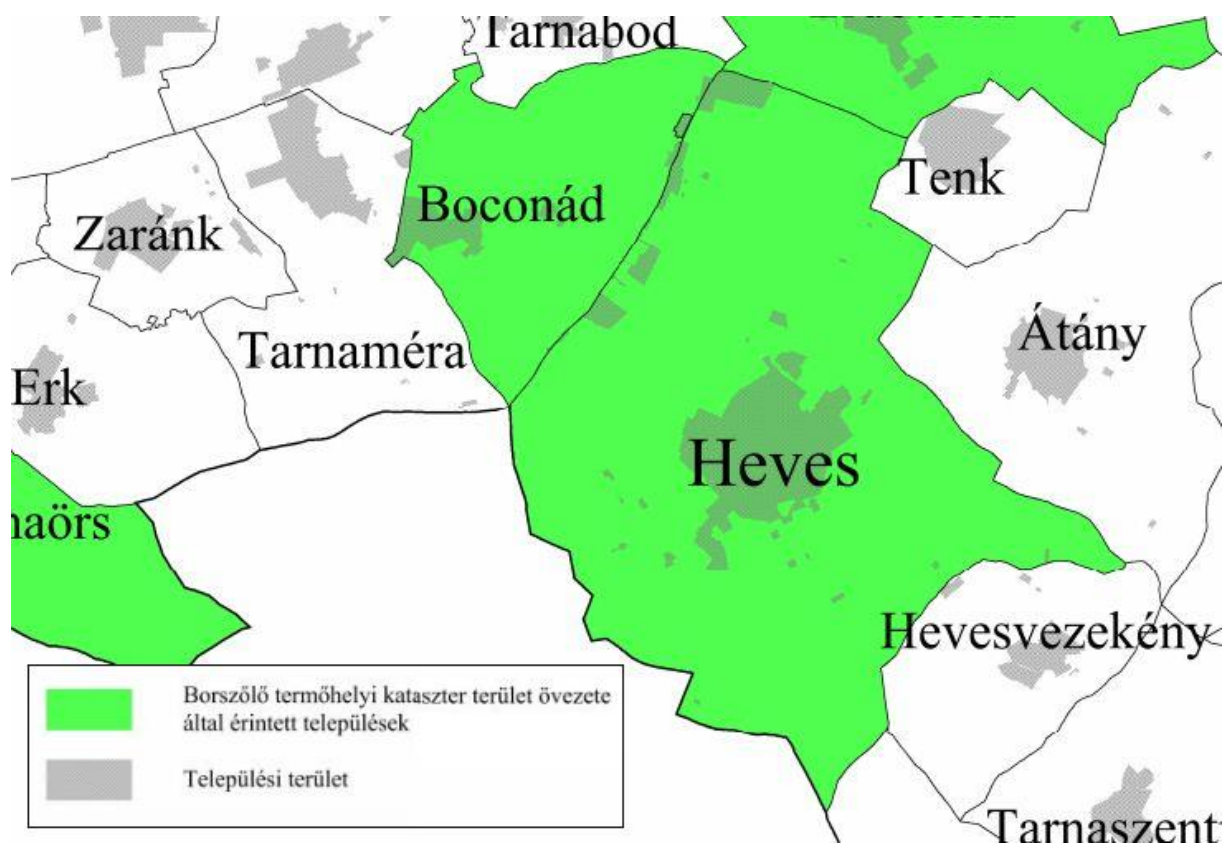 Tarnabod
Tenk
Boconád
Zaránk
Átány
Tarnaméra
Erk
Heves
naörs
Hevesvezekény
Borszőlő termőhelyi kataszter terület övezete
által érintett települések
Települési terület
Tarnaszent